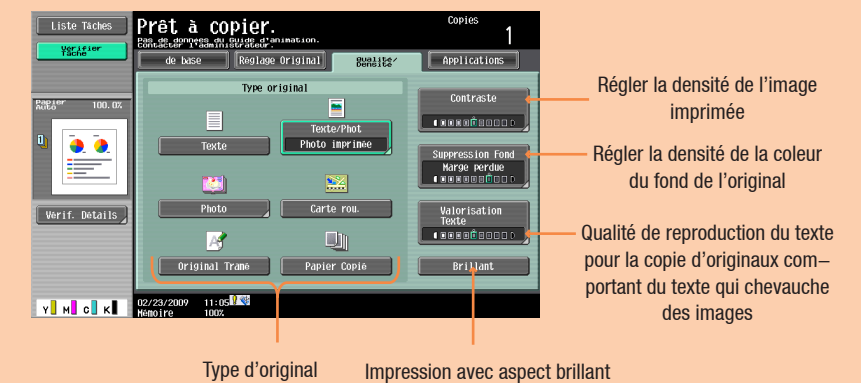 Liste Tâches
Vérifier
Tâche
Prêt à copier.
Pas de données du Guide d'animation.
Contacter l'administrateur.
Copies
1
de base
Réglage Original
Qualité/
Densité
Applications
Papier
Auto
100.0%
1
Vérif. Détails
Type original
Texte
Texte/Phot
Photo imprimée
Photo
Carte rou.
Original Tramé
Papier Copié
Contraste
Suppression Fond
Marge perdue
Valorisation
Texte
Brillant
Y M C K
02/23/2009 11:05
Mémoire 100%
Régler la densité de l'image
imprimée
Régler la densité de la coleur
du fond de l'original
Qualité de reproduction du texte
pour la copie d'originaux com–
portant du texte qui chevauche
des images
Type d'original
Impression avec aspect brillant